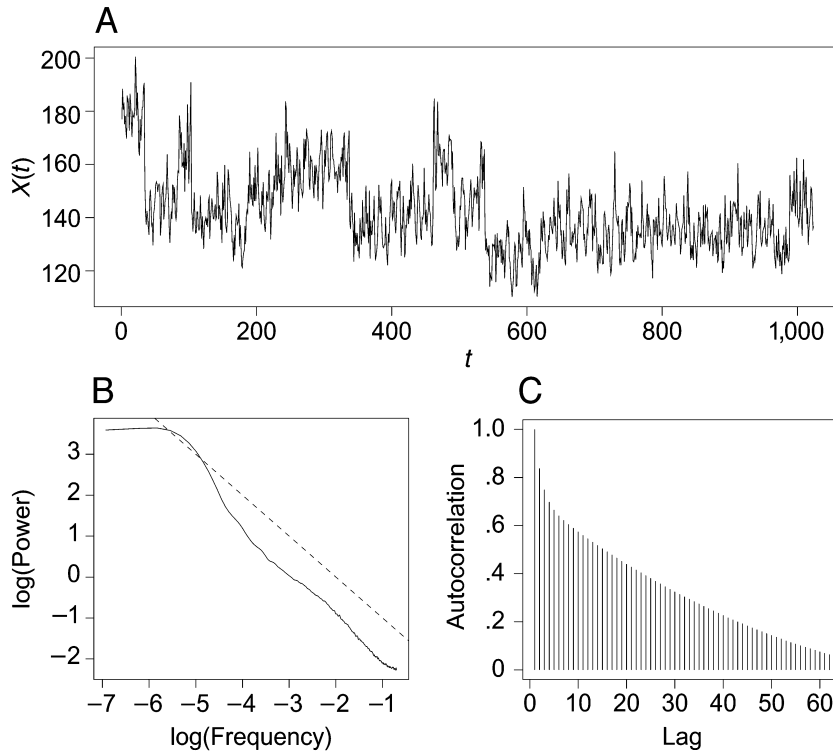 A
200
180
160
140
120
X(t)
0 200 400 600 800 1,000
t
B
3
2
1
0
–1
–2
log(Power)
–7 –6 –5 –4 –3 –2 –1
log(Frequency)
C
1.0
.8
.6
.4
.2
0
Autocorrelation
0 10 20 30 40 50 60
Lag